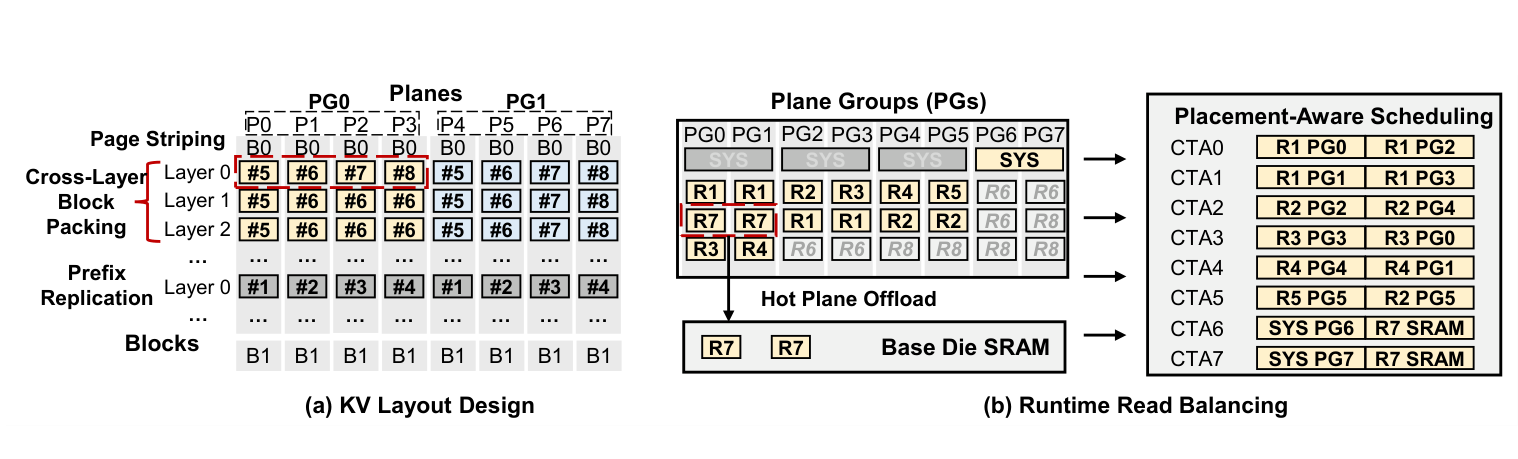 Planes
PG0 PG1
P0 P1 P2 P3 P4 P5 P6 P7
Page Striping
B0 B0 B0 B0 B0 B0 B0 B0
Cross-Layer Block Packing
Layer 0 #5 #6 #7 #8 #5 #6 #7 #8
Layer 1 #5 #6 #6 #6 #5 #6 #7 #8
Layer 2 #5 #6 #6 #6 #5 #6 #7 #8
... ... ... ... ... ... ... ... ...
Prefix Replication
Layer 0 #1 #2 #3 #4 #1 #2 #3 #4
... ... ... ... ... ... ... ... ...
Blocks
B1 B1 B1 B1 B1 B1 B1 B1
(a) KV Layout Design
Plane Groups (PGs)
PG0 PG1 PG2 PG3 PG4 PG5 PG6 PG7
SYS SYS SYS SYS
R1 R1 R2 R3 R4 R5 R6 R6
R7 R7 R1 R1 R2 R2 R6 R8
R3 R4 R6 R6 R8 R8 R8 R8
Hot Plane Offload
R7 R7 Base Die SRAM
Placement-Aware Scheduling
CTA0 R1 PG0 R1 PG2
CTA1 R1 PG1 R1 PG3
CTA2 R2 PG2 R2 PG4
CTA3 R3 PG3 R3 PG0
CTA4 R4 PG4 R4 PG1
CTA5 R5 PG5 R2 PG5
CTA6 SYS PG6 R7 SRAM
CTA7 SYS PG7 R7 SRAM
(b) Runtime Read Balancing